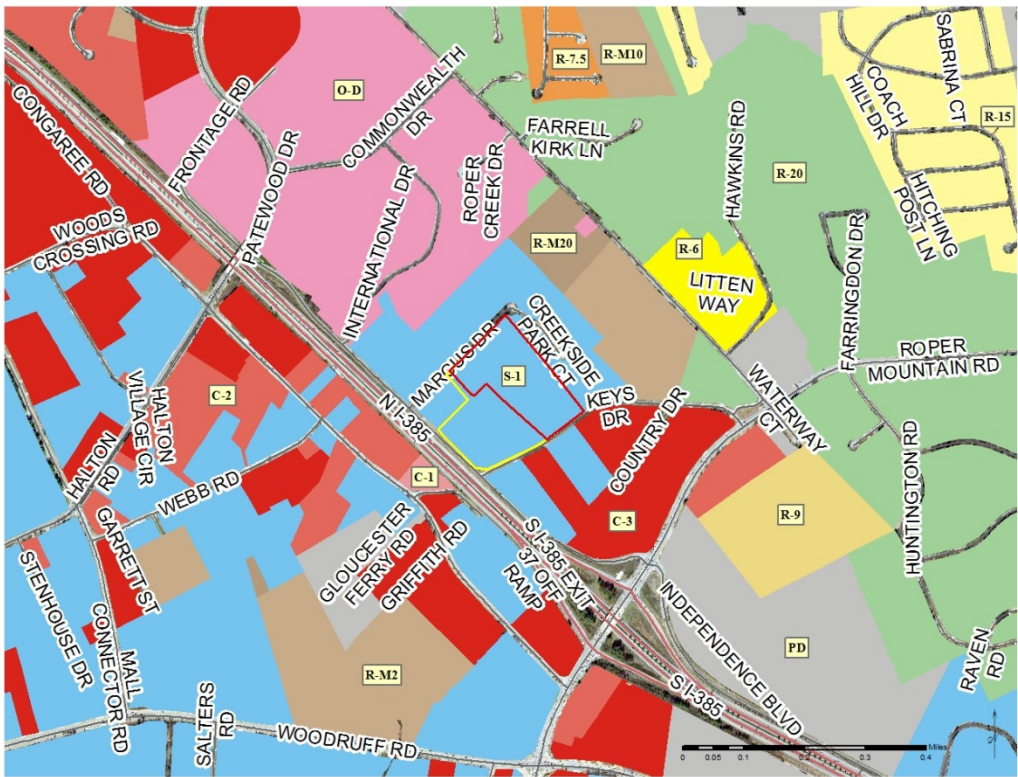 SABRINA CT
R-7.5
R-M10
COACH
HILL DR
O-D
COMMONWEALTH
DR
FRONTAGE RD
CONGAREE RD
FARRELL
KIRK LN
HAWKINS RD
R-15
PATEWOOD DR
ROPER
CREEK DR
R-20
HITCHING
POST LN
INTERNATIONAL DR
WOODS
CROSSING RD
R-M20
R-6
LITTEN
WAY
FARRINGDON DR
MARCUS DR
CREEKSIDE
PARK CT
S-1
ROPER
MOUNTAIN RD
KEYS
DR
N I-385
HALTON
VILLAGE CIR
C-2
WATERWAY
CT
COUNTRY DR
HALTON
RD
WEBB RD
C-1
HUNTINGTON RD
GARRETT ST
GLOUCESTER
FERRY RD
GRIFFITH RD
C-3
R-9
S I-385 EXIT
37 OFF
RAMP
STENHOUSE DR
MALL
CONNECTOR RD
INDEPENDENCE BLVD
RAVEN
RD
R-M2
PD
S I-385
SALTERS
RD
WOODRUFF RD
Miles
0 0.05 0.1 0.2 0.3 0.4